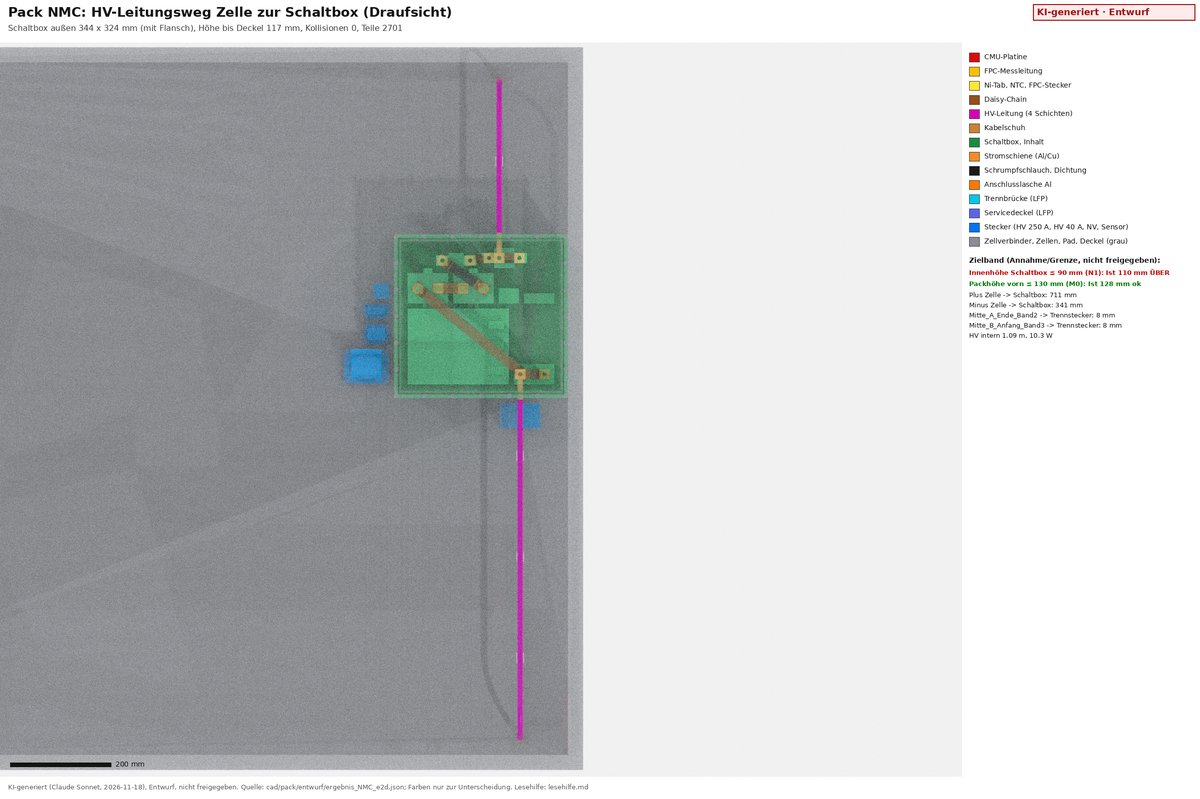 Pack NMC: HV-Leitungsweg Zelle zur Schaltbox (Draufsicht)
KI-generiert · Entwurf
Schaltbox außen 344 x 324 mm (mit Flansch), Höhe bis Deckel 117 mm, Kollisionen 0, Teile 2701
CMU-Platine
FPC-Messleitung
Ni-Tab, NTC, FPC-Stecker
Daisy-Chain
HV-Leitung (4 Schichten)
Kabelschuh
Schaltbox, Inhalt
Stromschiene (Al/Cu)
Schrumpfschlauch, Dichtung
Anschlusslasche Al
Trennbrücke (LFP)
Servicedeckel (LFP)
Stecker (HV 250 A, HV 40 A, NV, Sensor)
Zellverbinder, Zellen, Pad, Deckel (grau)
Zielband (Annahme/Grenze, nicht freigegeben):
Innenhöhe Schaltbox ≤ 90 mm (N1): Ist 110 mm ÜBER
Packhöhe vorn ≤ 130 mm (M0): Ist 128 mm ok
Plus Zelle -> Schaltbox: 711 mm
Minus Zelle -> Schaltbox: 341 mm
Mitte_A_Ende_Band2 -> Trennstecker: 8 mm
Mitte_B_Anfang_Band3 -> Trennstecker: 8 mm
HV intern 1.09 m, 10.3 W
200 mm
KI-generiert (Claude Sonnet, 2026-11-18), Entwurf, nicht freigegeben. Quelle: cad/pack/entwurf/ergebnis_NMC_e2d.json; Farben nur zur Unterscheidung. Lesehilfe: lesehilfe.md